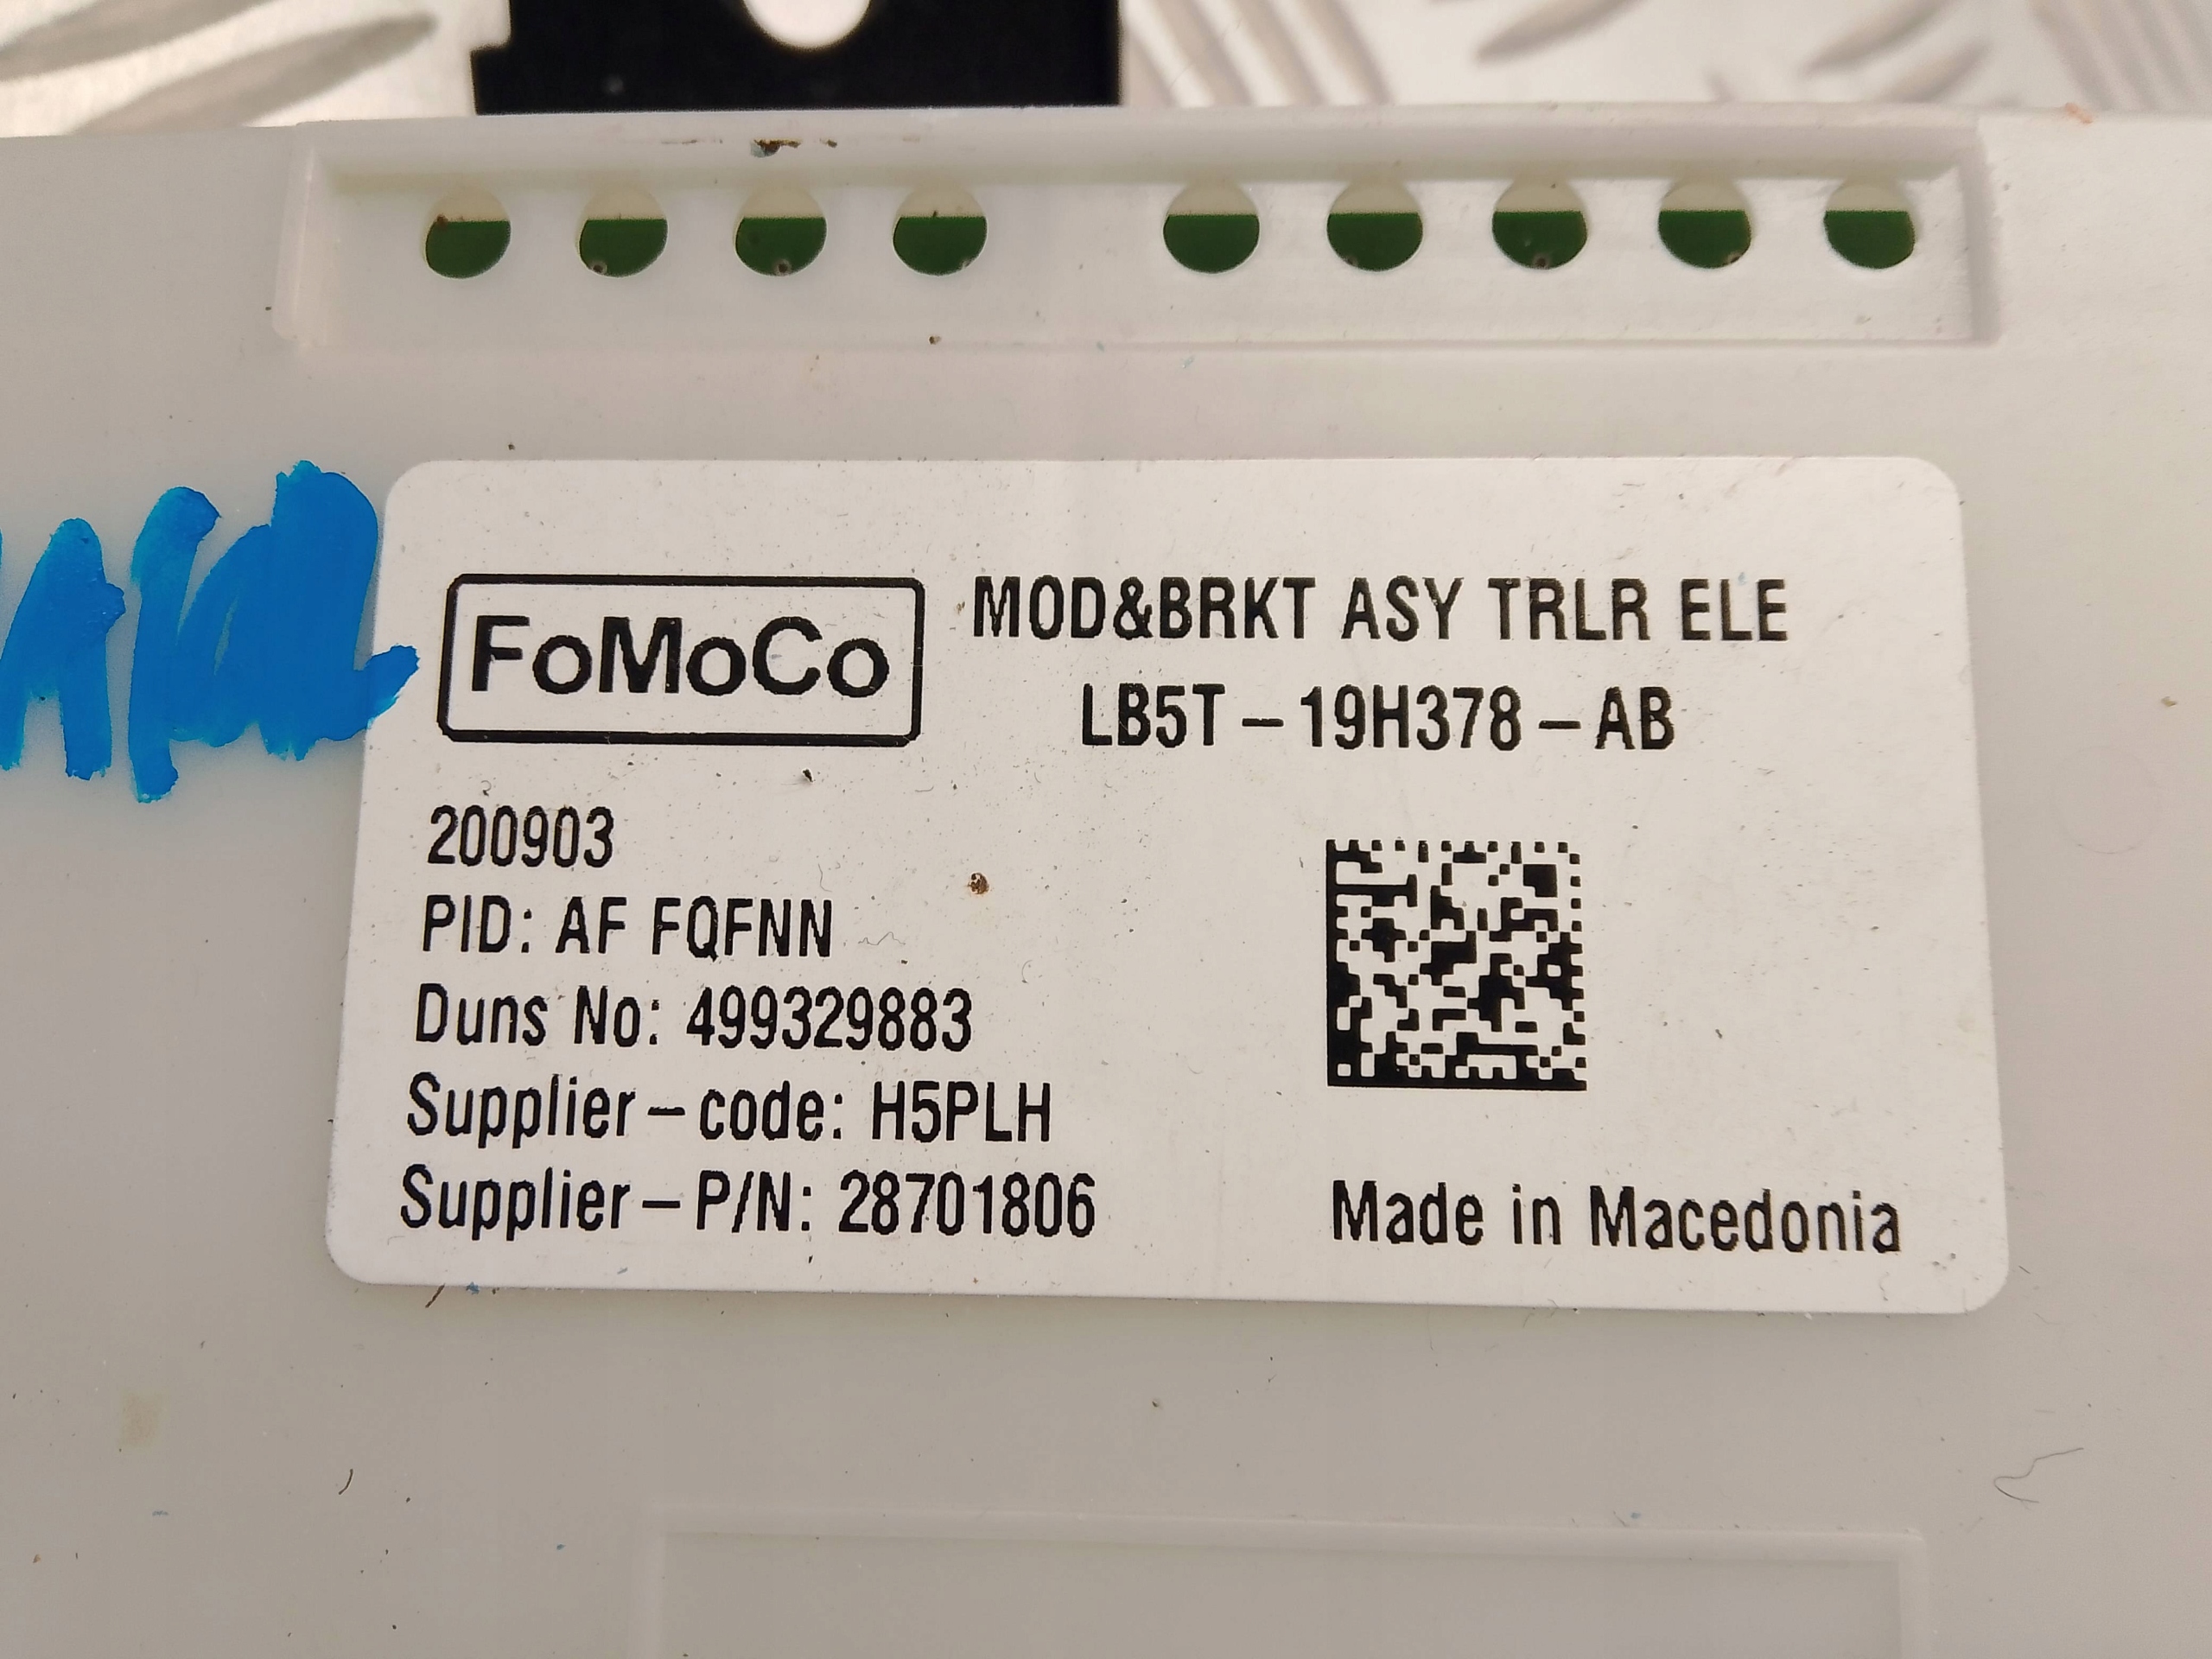 FoMoCo
MOD&BRKT ASY TRLR ELE
LB5T-19H378-AB
200903
PID: AF FQFNN
Duns No: 499329883
Supplier-code: H5PLH
Supplier-P/N: 28701806
Made in Macedonia